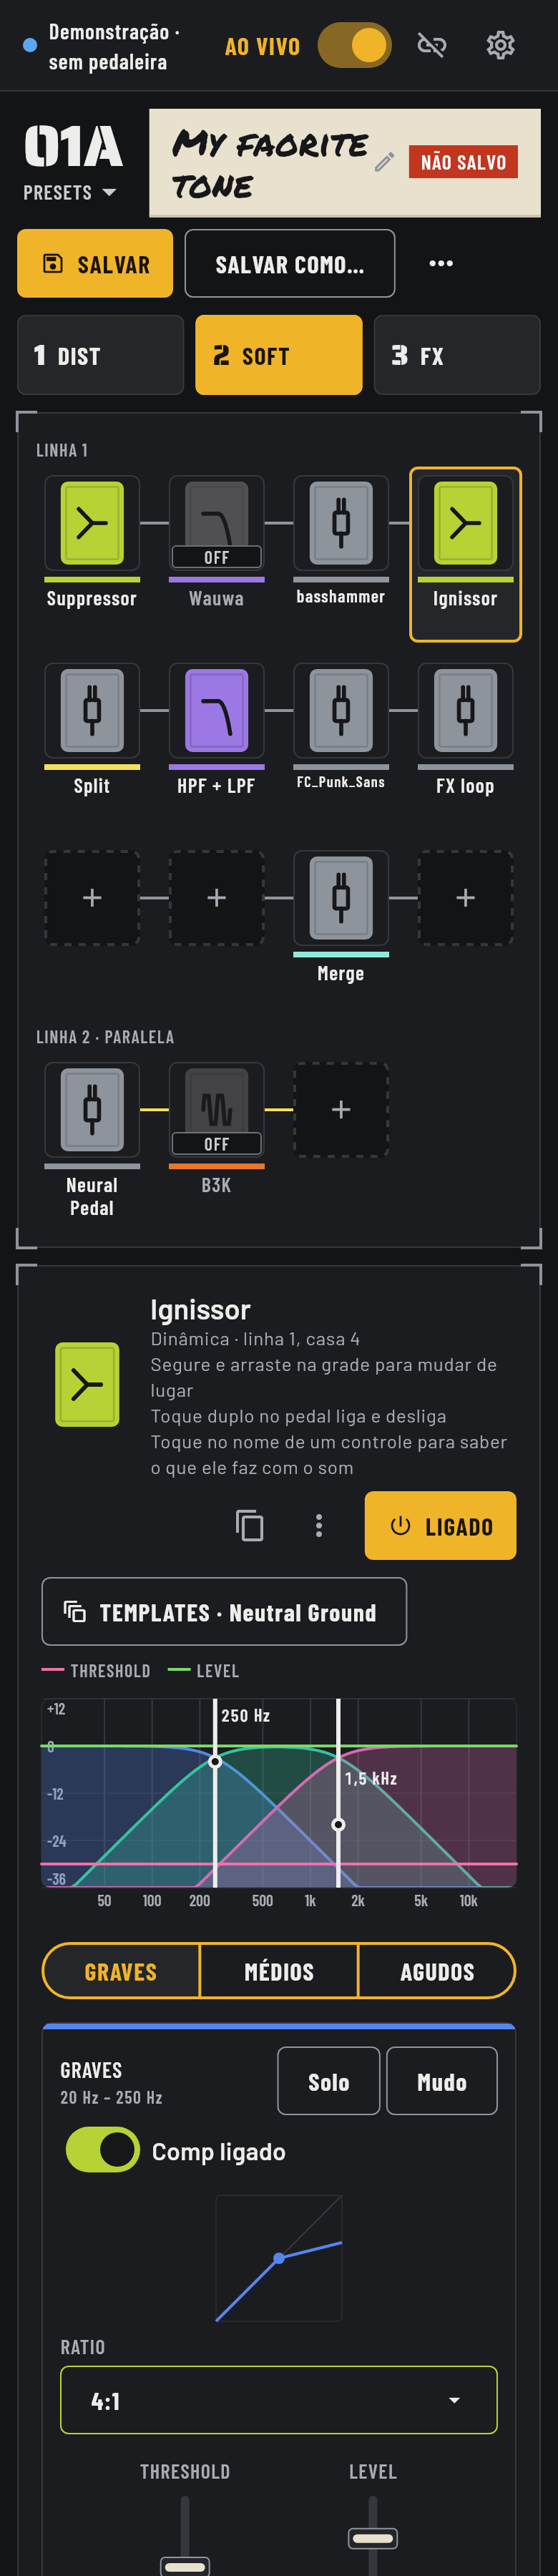 Demonstração ·
sem pedaleira
AO VIVO
01A
PRESETS
My faorite
tone
NÃO SALVO
SALVAR
SALVAR COMO...
1 DIST
2 SOFT
3 FX
LINHA 1
OFF
Suppressor
Wauwa
basshammer
Ignissor
Split
HPF + LPF
FC_Punk_Sans
FX loop
+
+
+
Merge
LINHA 2 · PARALELA
OFF
+
Neural
Pedal
B3K
Ignissor
Dinâmica · linha 1, casa 4
Segure e arraste na grade para mudar de
lugar
Toque duplo no pedal liga e desliga
Toque no nome de um controle para saber
o que ele faz com o som
LIGADO
TEMPLATES · Neutral Ground
THRESHOLD
LEVEL
+12
0
-12
-24
-36
250 Hz
1,5 kHz
50
100
200
500
1k
2k
5k
10k
GRAVES
MÉDIOS
AGUDOS
GRAVES
20 Hz – 250 Hz
Solo
Mudo
Comp ligado
RATIO
4:1
THRESHOLD
LEVEL